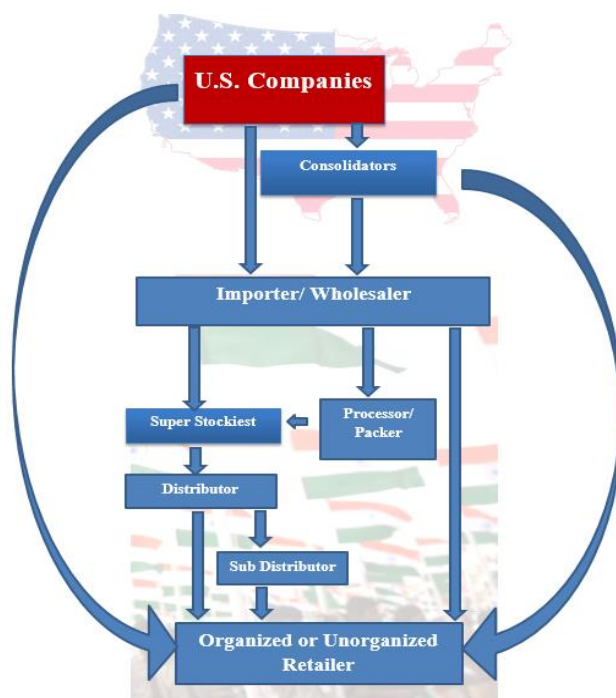 U.S. Companies
Consolidators
Importer/ Wholesaler
Super Stockiest
Processor/
Packer
Distributor
Sub Distributor
Organized or Unorganized
Retailer